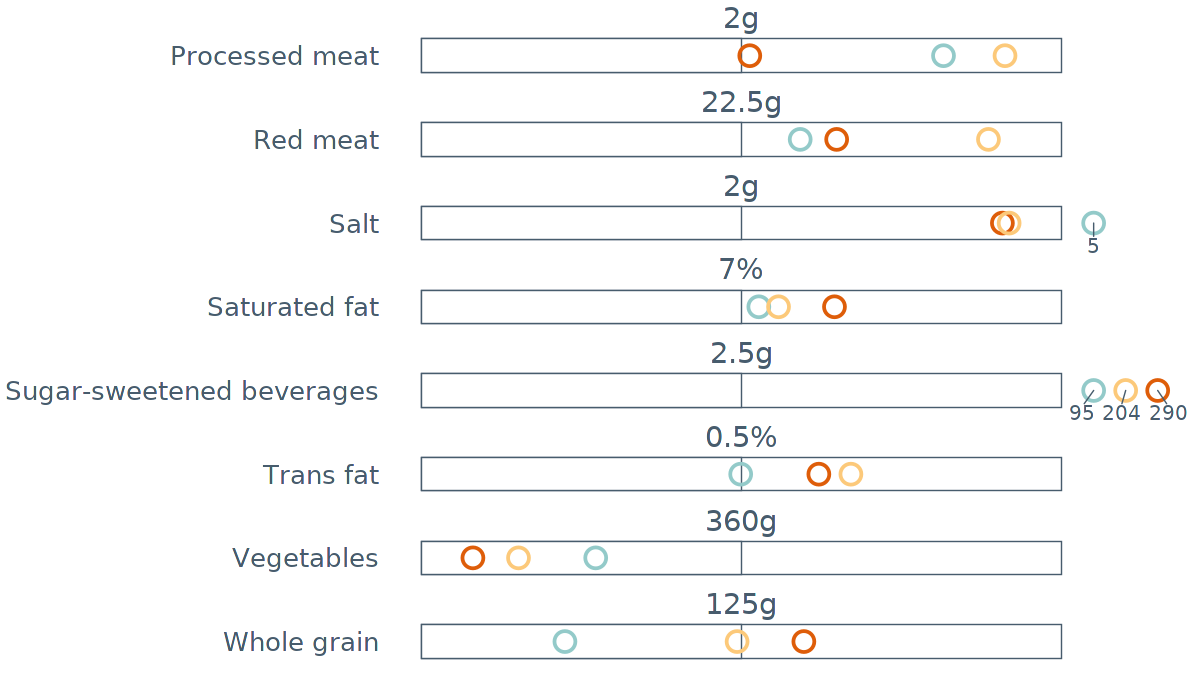 2g
Processed meat
22.5g
Red meat
2g
Salt
5
7%
Saturated fat
2.5g
Sugar-sweetened beverages
95 204 290
0.5%
Trans fat
360g
Vegetables
125g
Whole grain